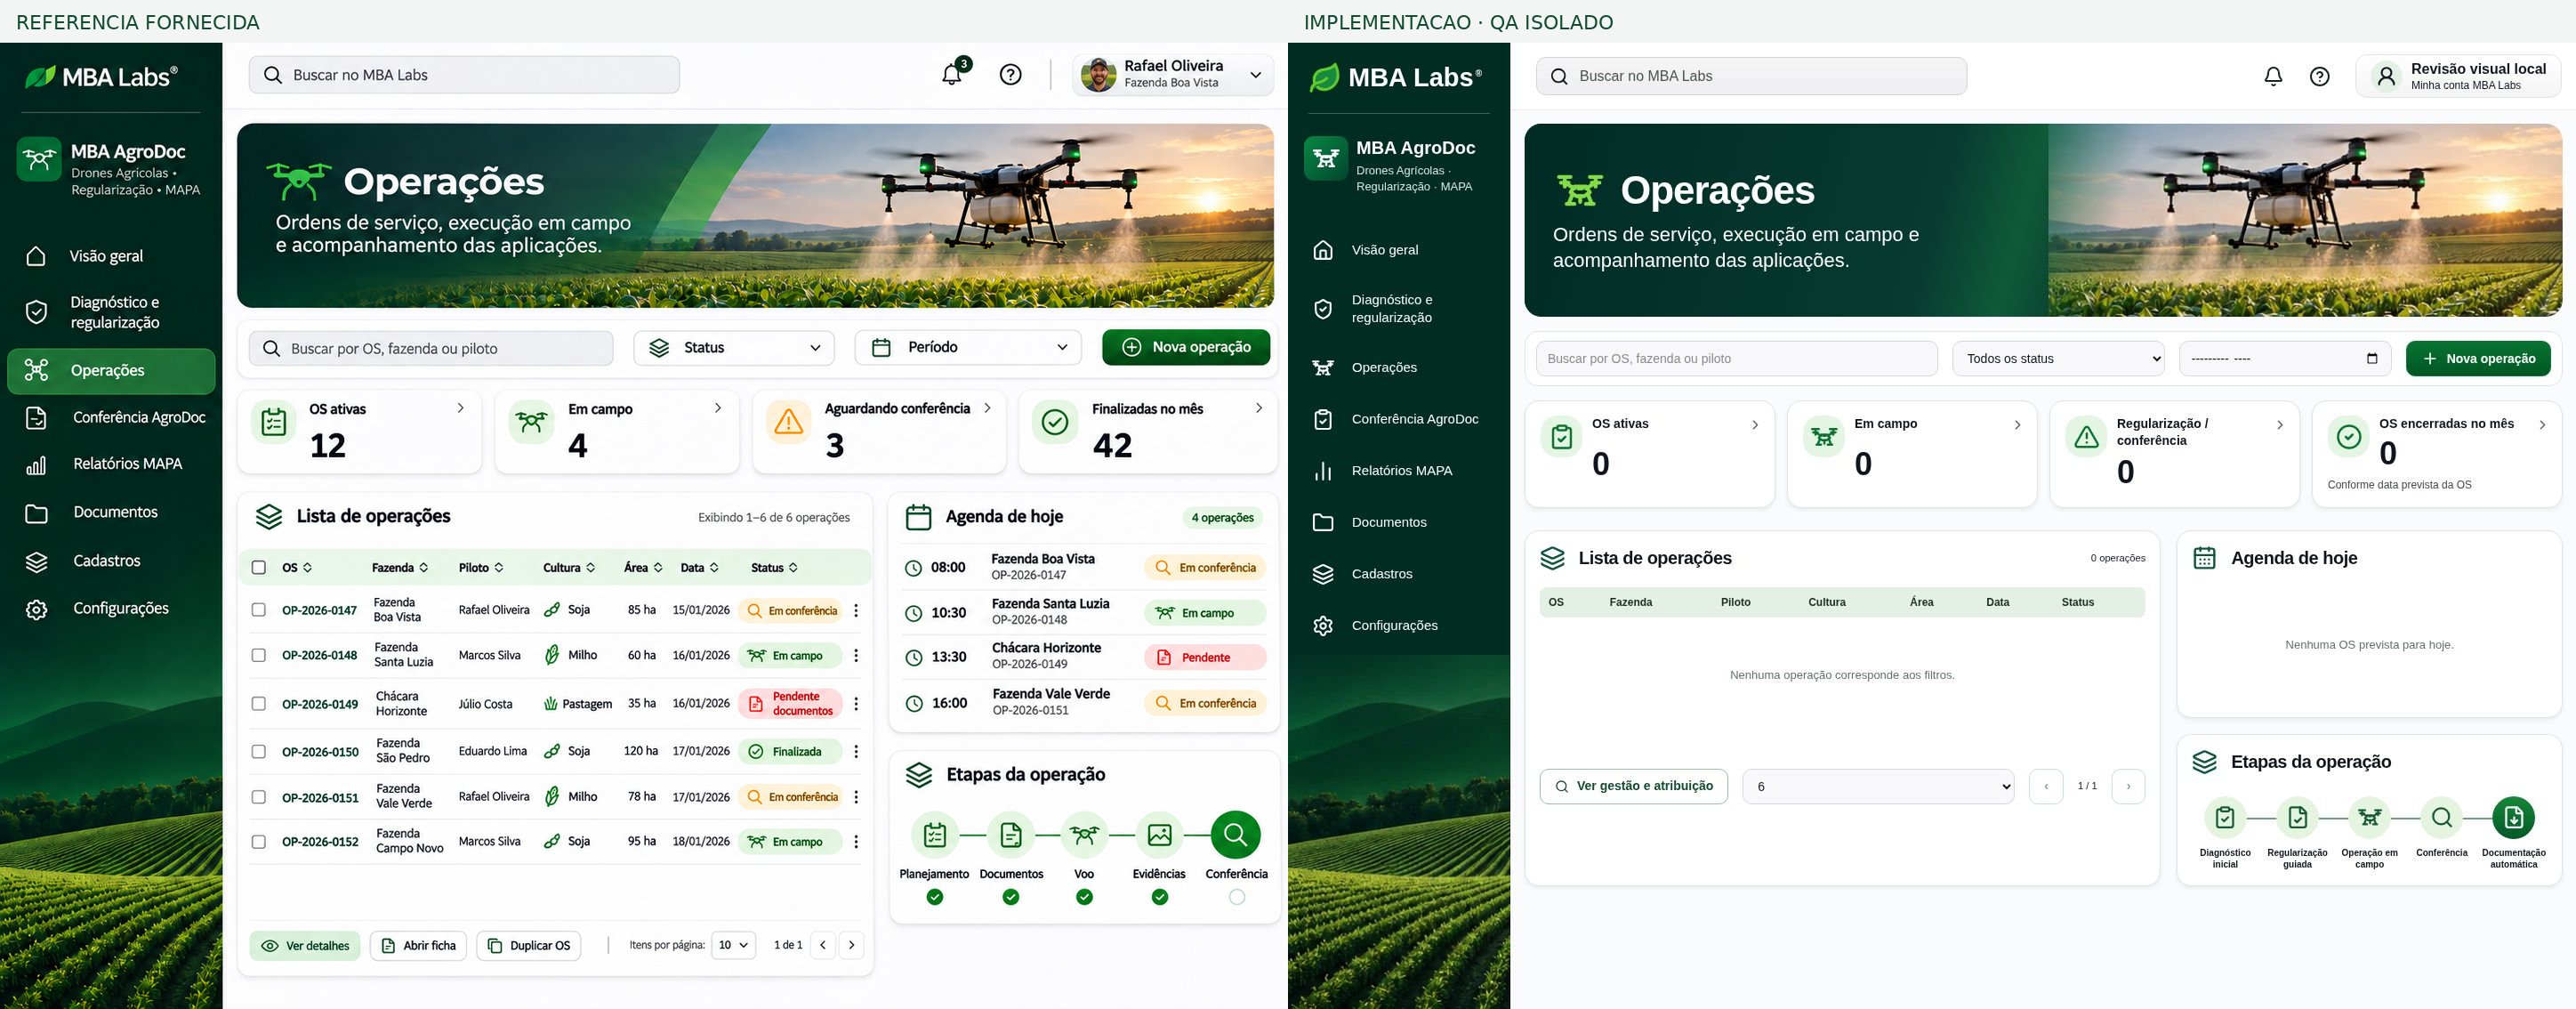 REFERENCIA FORNECIDA
MBA Labs®
MBA AgroDoc
Drones Agrícolas •
Regularização • MAPA
Visão geral
Diagnóstico e
regularização
Operações
Conferência AgroDoc
Relatórios MAPA
Documentos
Cadastros
Configurações
Buscar no MBA Labs
3
Rafael Oliveira
Fazenda Boa Vista
Operações
Ordens de serviço, execução em campo
e acompanhamento das aplicações.
Buscar por OS, fazenda ou piloto
Status
Período
Nova operação
OS ativas
12
Em campo
4
Aguardando conferência
3
Finalizadas no mês
42
Lista de operações
Exibindo 1–6 de 6 operações
OS Fazenda Piloto Cultura Área Data Status
OP-2026-0147 Fazenda Boa Vista Rafael Oliveira Soja 85 ha 15/01/2026 Em conferência
OP-2026-0148 Fazenda Santa Luzia Marcos Silva Milho 60 ha 16/01/2026 Em campo
OP-2026-0149 Chácara Horizonte Júlio Costa Pastagem 35 ha 16/01/2026 Pendente documentos
OP-2026-0150 Fazenda São Pedro Eduardo Lima Soja 120 ha 17/01/2026 Finalizada
OP-2026-0151 Fazenda Vale Verde Rafael Oliveira Milho 78 ha 17/01/2026 Em conferência
OP-2026-0152 Fazenda Campo Novo Marcos Silva Soja 95 ha 18/01/2026 Em campo
Ver detalhes
Abrir ficha
Duplicar OS
Itens por página: 10
1 de 1
Agenda de hoje
4 operações
08:00 Fazenda Boa Vista Em conferência
OP-2026-0147
10:30 Fazenda Santa Luzia Em campo
OP-2026-0148
13:30 Chácara Horizonte Pendente
OP-2026-0149
16:00 Fazenda Vale Verde Em conferência
OP-2026-0151
Etapas da operação
Planejamento Documentos Voo Evidências Conferência
IMPLEMENTACAO · QA ISOLADO
MBA Labs®
MBA AgroDoc
Drones Agrícolas ·
Regularização · MAPA
Visão geral
Diagnóstico e
regularização
Operações
Conferência AgroDoc
Relatórios MAPA
Documentos
Cadastros
Configurações
Buscar no MBA Labs
Revisão visual local
Minha conta MBA Labs
Operações
Ordens de serviço, execução em campo e
acompanhamento das aplicações.
Buscar por OS, fazenda ou piloto
Todos os status
--------- ----
Nova operação
OS ativas
0
Em campo
0
Regularização /
conferência
0
OS encerradas no mês
0
Conforme data prevista da OS
Lista de operações
0 operações
OS Fazenda Piloto Cultura Área Data Status
Nenhuma operação corresponde aos filtros.
Ver gestão e atribuição
6
‹ 1 / 1 ›
Agenda de hoje
Nenhuma OS prevista para hoje.
Etapas da operação
Diagnóstico inicial
Regularização guiada
Operação em campo
Conferência
Documentação automática